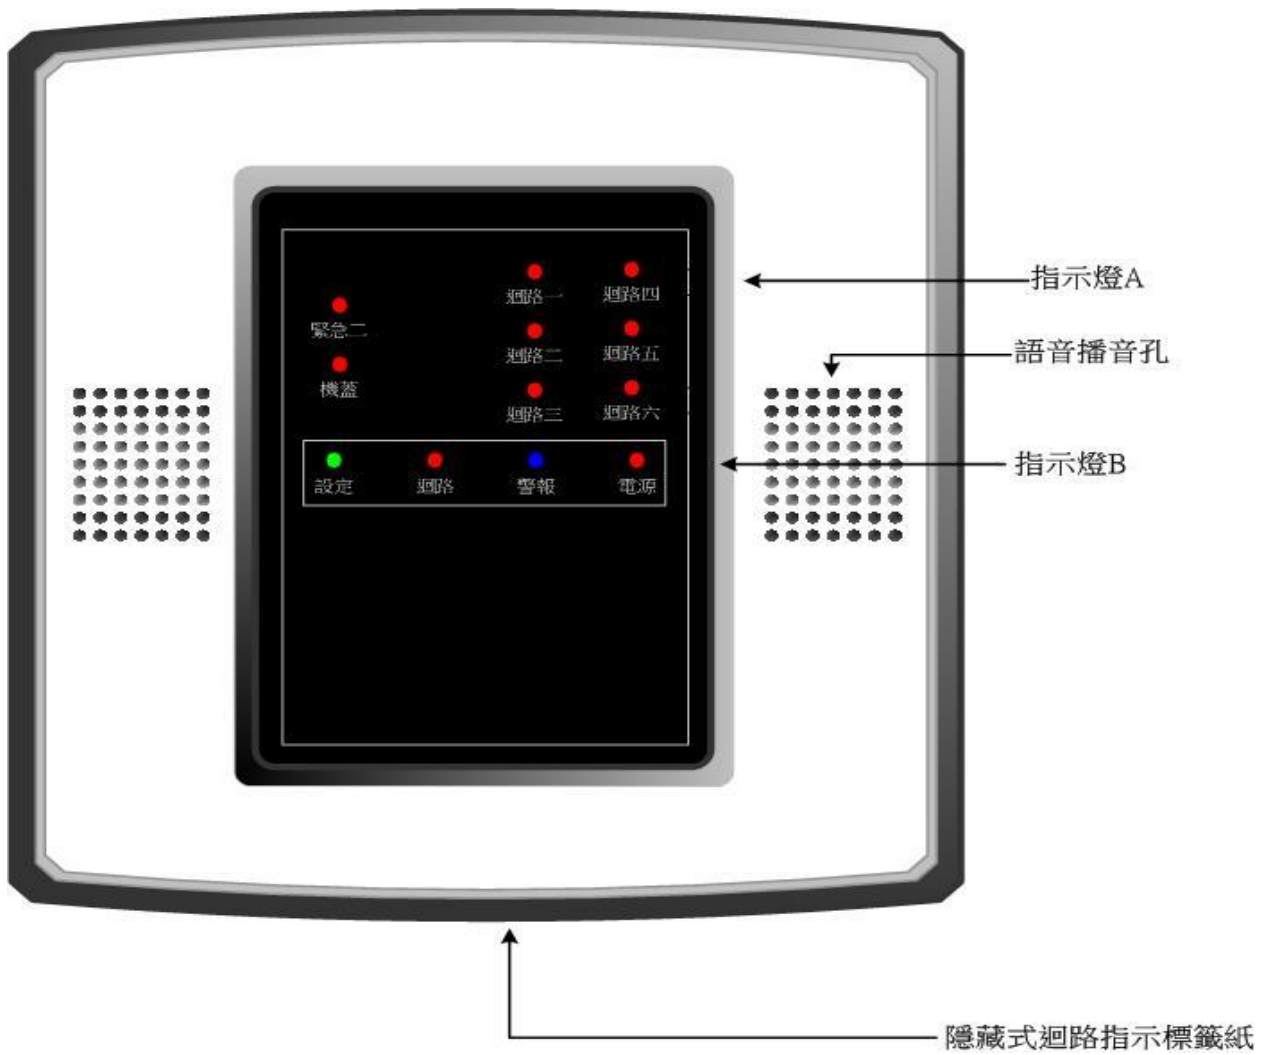 指示燈A
語音播音孔
指示燈B
隱藏式迴路指示標籤紙
迴路一 迴路四
緊急二
迴路二 迴路五
機蓋
迴路三 迴路六
設定 迴路 警報 電源